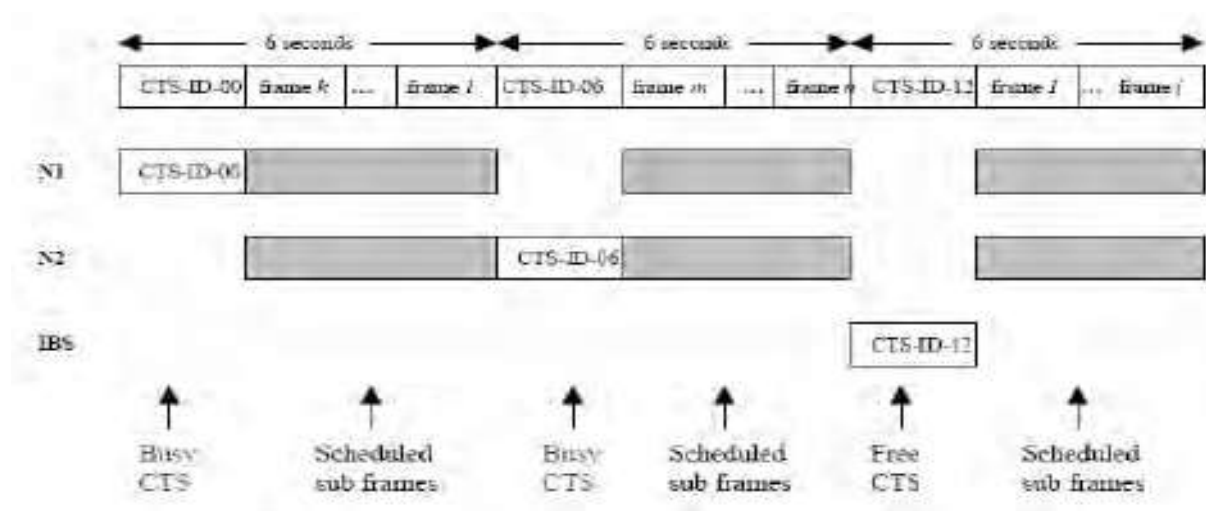 6 seconds 6 seconds 6 seconds
CTS-ID-00 frame k ... frame l CTS-ID-06 frame m ... frame n CTS-ID-12 frame I ... frame j
N1 CTS-ID-06
N2 CTS-ID-06
IBS CTS-ID-12
Busy Scheduled Busy Scheduled Free Scheduled
CTS sub frames CTS sub frames CTS sub frames